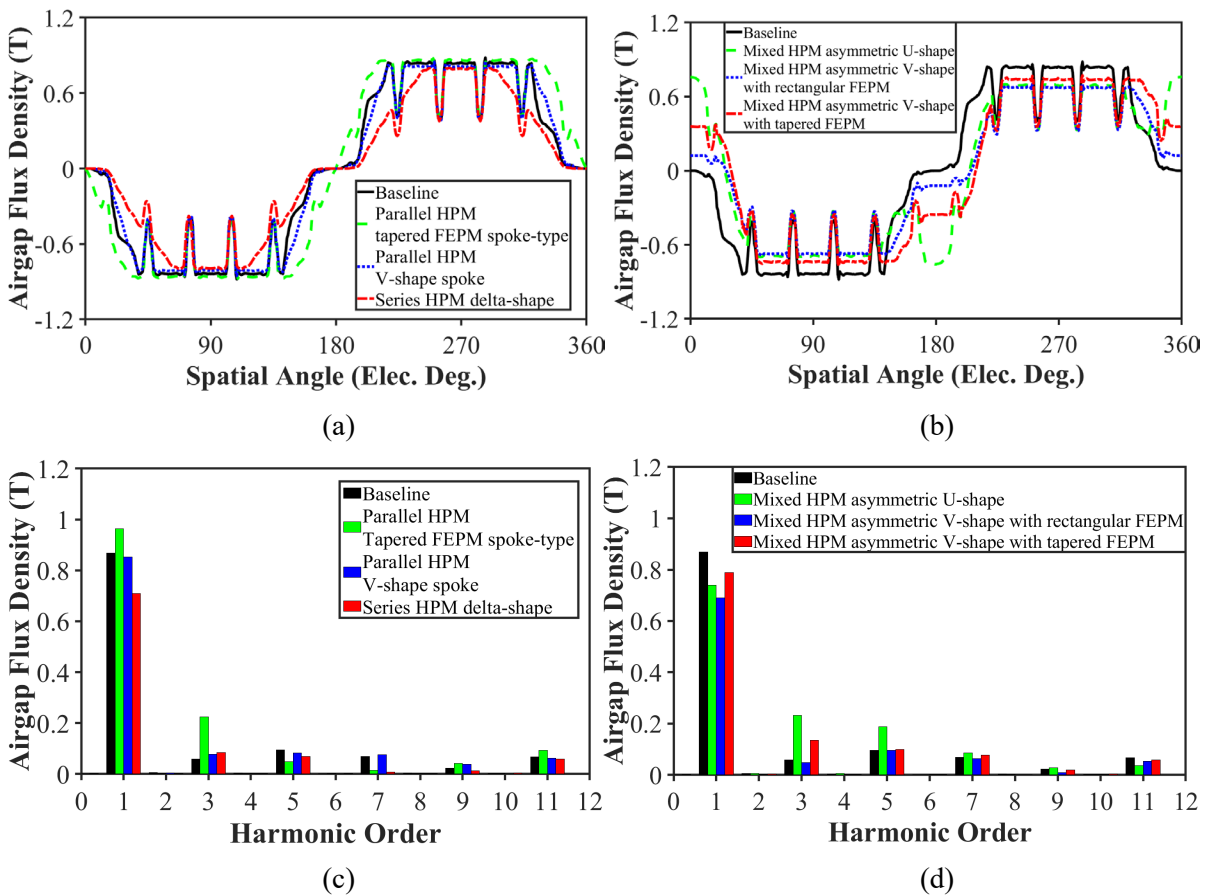 1.2
0.6
0
-0.6
-1.2
Airgap Flux Density (T)
0 90 180 270 360
Spatial Angle (Elec. Deg.)
Baseline
Parallel HPM
tapered FEPM spoke-type
Parallel HPM
V-shape spoke
Series HPM delta-shape
(a)
1.2
0.6
0
-0.6
-1.2
Airgap Flux Density (T)
0 90 180 270 360
Spatial Angle (Elec. Deg.)
Baseline
Mixed HPM asymmetric U-shape
Mixed HPM asymmetric V-shape
with rectangular FEPM
Mixed HPM asymmetric V-shape
with tapered FEPM
(b)
1.2
1
0.8
0.6
0.4
0.2
0
Airgap Flux Density (T)
0 1 2 3 4 5 6 7 8 9 10 11 12
Harmonic Order
Baseline
Parallel HPM
Tapered FEPM spoke-type
Parallel HPM
V-shape spoke
Series HPM delta-shape
(c)
1.2
1
0.8
0.6
0.4
0.2
0
Airgap Flux Density (T)
0 1 2 3 4 5 6 7 8 9 10 11 12
Harmonic Order
Baseline
Mixed HPM asymmetric U-shape
Mixed HPM asymmetric V-shape with rectangular FEPM
Mixed HPM asymmetric V-shape with tapered FEPM
(d)